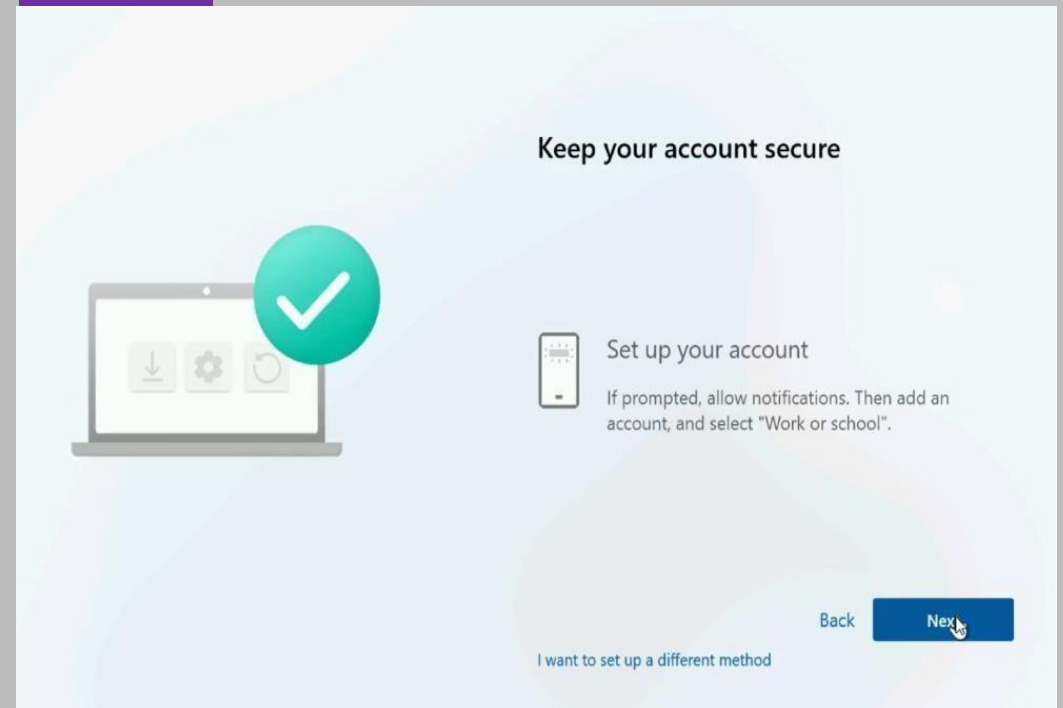 Keep your account secure
Set up your account
If prompted, allow notifications. Then add an
account, and select "Work or school".
Back
Nex
I want to set up a different method